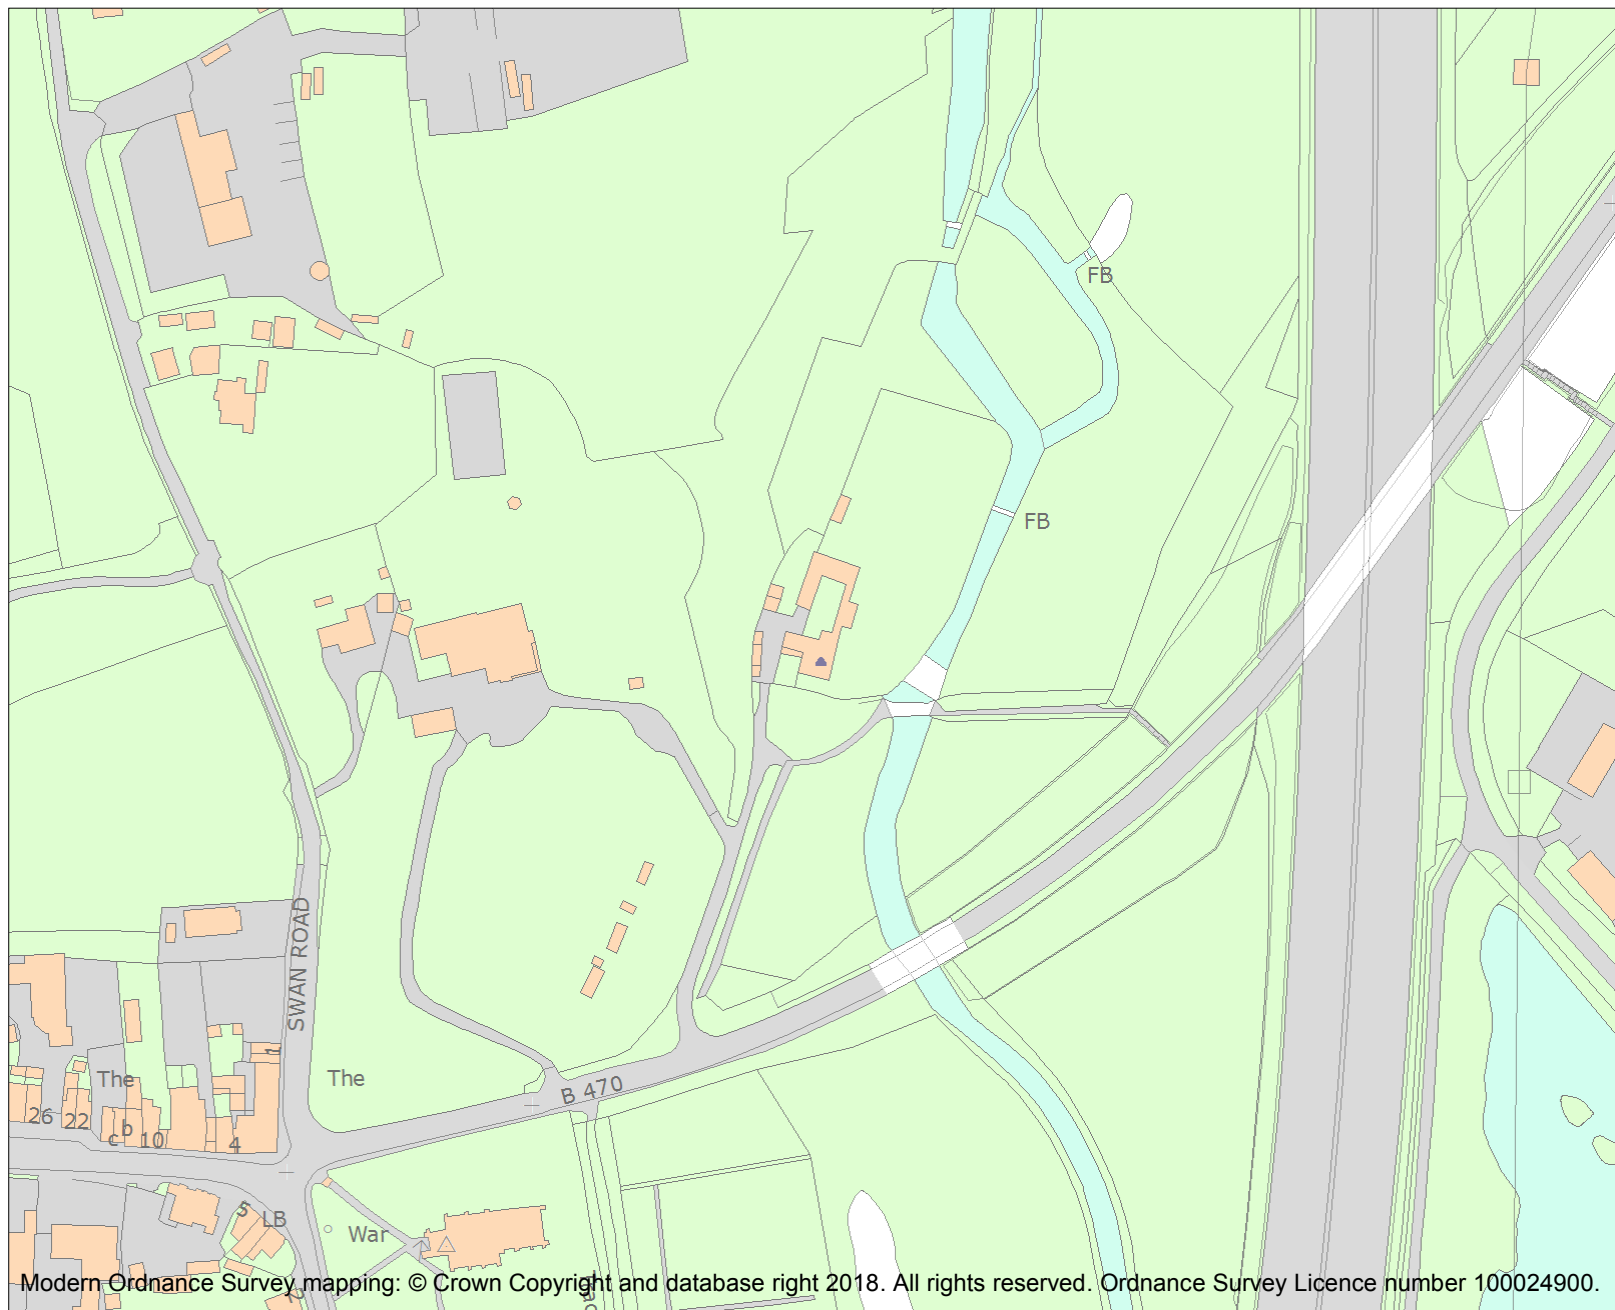 FB
FB
SWAN ROAD
1
The
The
B 470
26
22
c
b
10
4
5
LB
War
Modern Ordnance Survey mapping: © Crown Copyright and database right 2018. All rights reserved. Ordnance Survey Licence number 100024900.